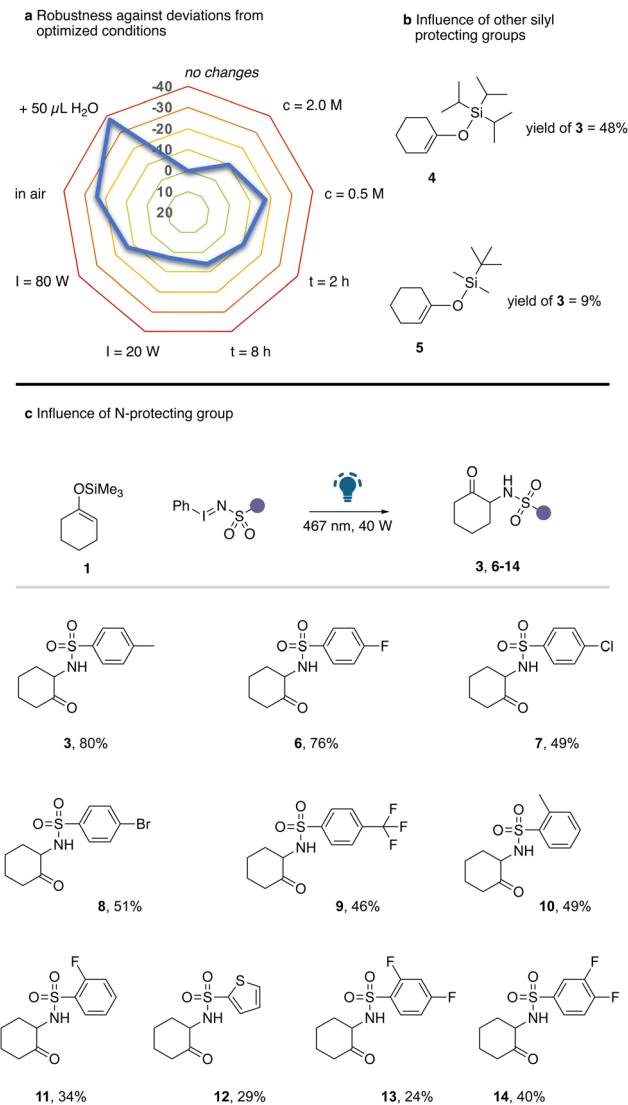 a Robustness against deviations from
optimized conditions
no changes
-40
-30
-20
-10
0
10
20
c = 2.0 M
c = 0.5 M
t = 2 h
t = 8 h
I = 20 W
I = 80 W
in air
+ 50 µL H2O
b Influence of other silyl
protecting groups
Si
O
4
yield of 3 = 48%
Si
O
5
yield of 3 = 9%
c Influence of N-protecting group
OSiMe3
1
Ph I N
S
O O
467 nm, 40 W
O
H
N
S
O
O
3, 6-14
O
O S
NH
O
3, 80%
O
O S
NH
O
F
6, 76%
O
O S
NH
O
Cl
7, 49%
O
O S
NH
O
Br
8, 51%
O
O S
NH
O
F
F
F
9, 46%
O
O S
NH
O
10, 49%
F
O
O S
NH
O
11, 34%
O
S
O S
NH
O
12, 29%
F
O
O S
F
NH
O
13, 24%
F
O
O S
F
NH
O
14, 40%